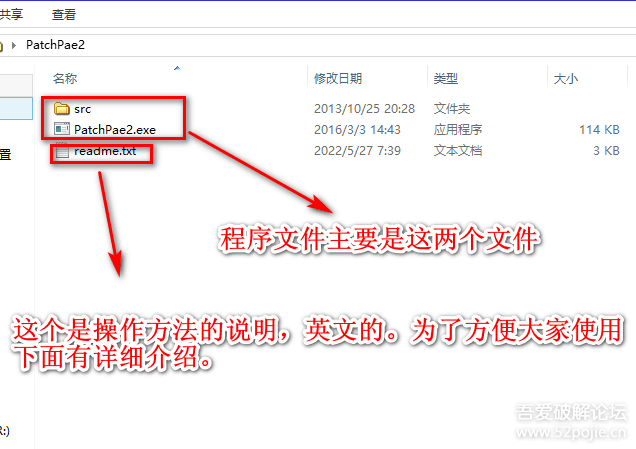 共享 查看
PatchPae2
名称 修改日期 类型 大小
src 2013/10/25 20:28 文件夹
PatchPae2.exe 2016/3/3 14:43 应用程序 114 KB
置
readme.txt 2022/5/27 7:39 文本文档 3 KB
程序文件主要是这两个文件
这个是操作方法的说明，英文的。为了方便大家使用
下面有详细介绍。
吾爱破解论坛
:)
www.52pojie.cn